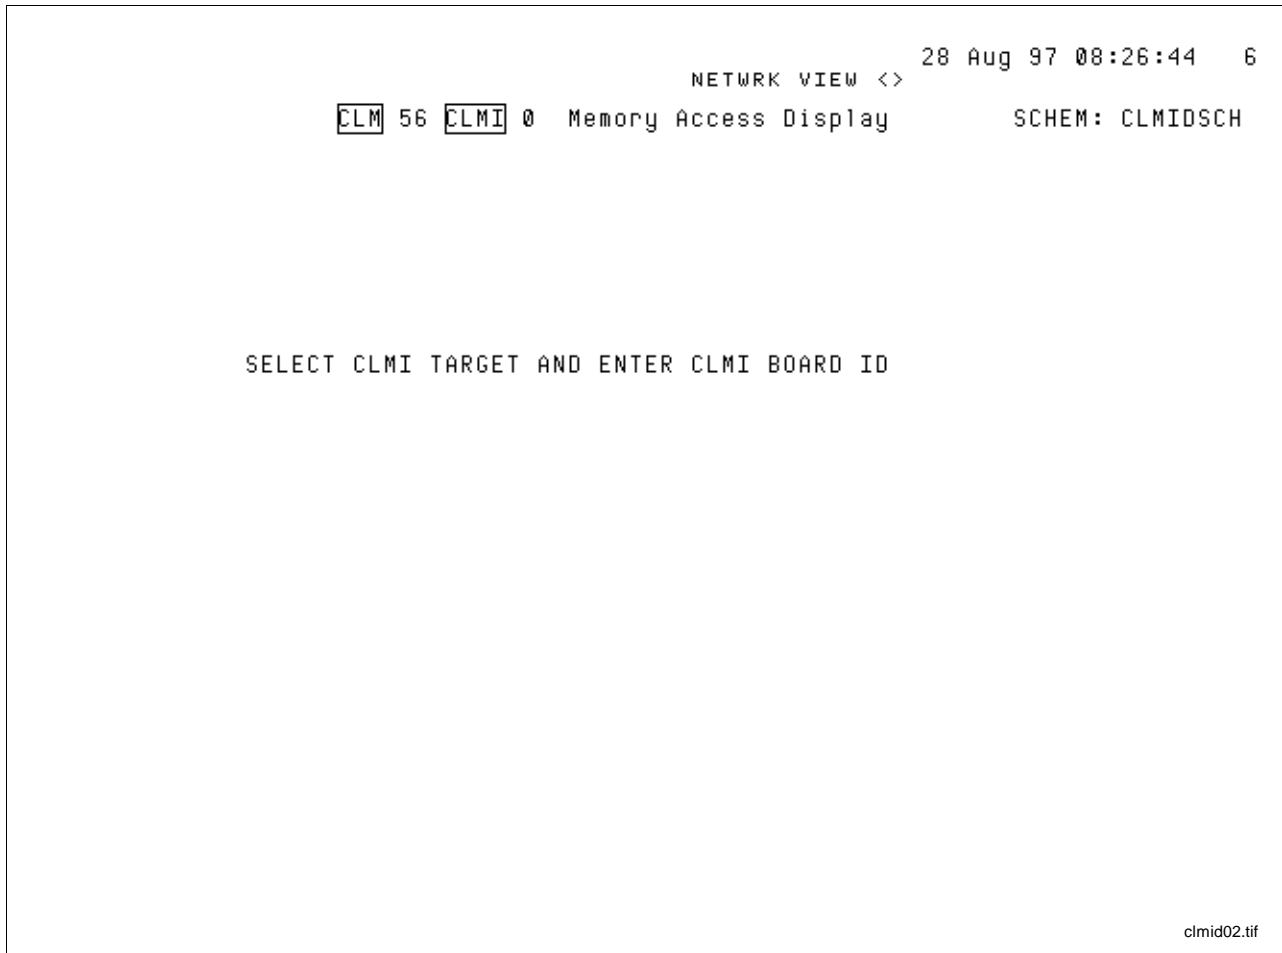 28 Aug 97 08:26:44 6
NETWRK VIEW <>
CLM 56 CLMI 0 Memory Access Display SCHEM: CLMIDSCH
SELECT CLMI TARGET AND ENTER CLMI BOARD ID
clmid02.tif